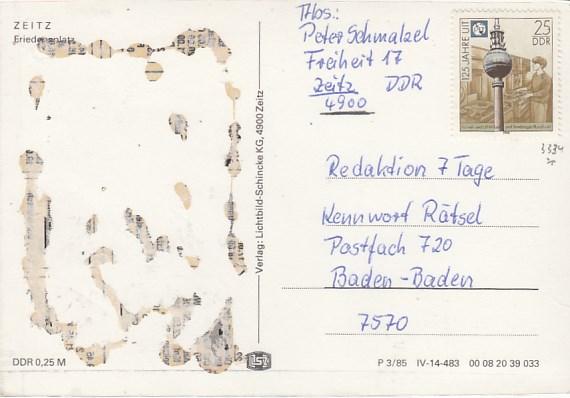 ZEITZ
Friedensplatz
Abs.:
Peter Schmalzel
Freiheit 17
Zeitz DDR
4900
125 JAHRE UIT
25
DDR
3334
Redaktion 7 Tage
Kennwort Rätsel
Postfach 720
Baden-Baden
7570
Verlag: Lichtbild-Schincke KG, 4900 Zeitz
DDR 0,25 M
P 3/85 IV-14-483 00 08 20 39 033